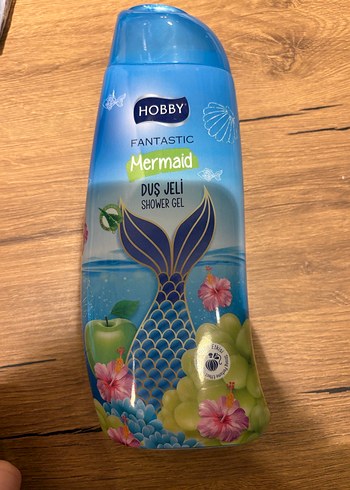 HOBBY
FANTASTIC
Mermaid
DUŞ JELİ
SHOWER GEL